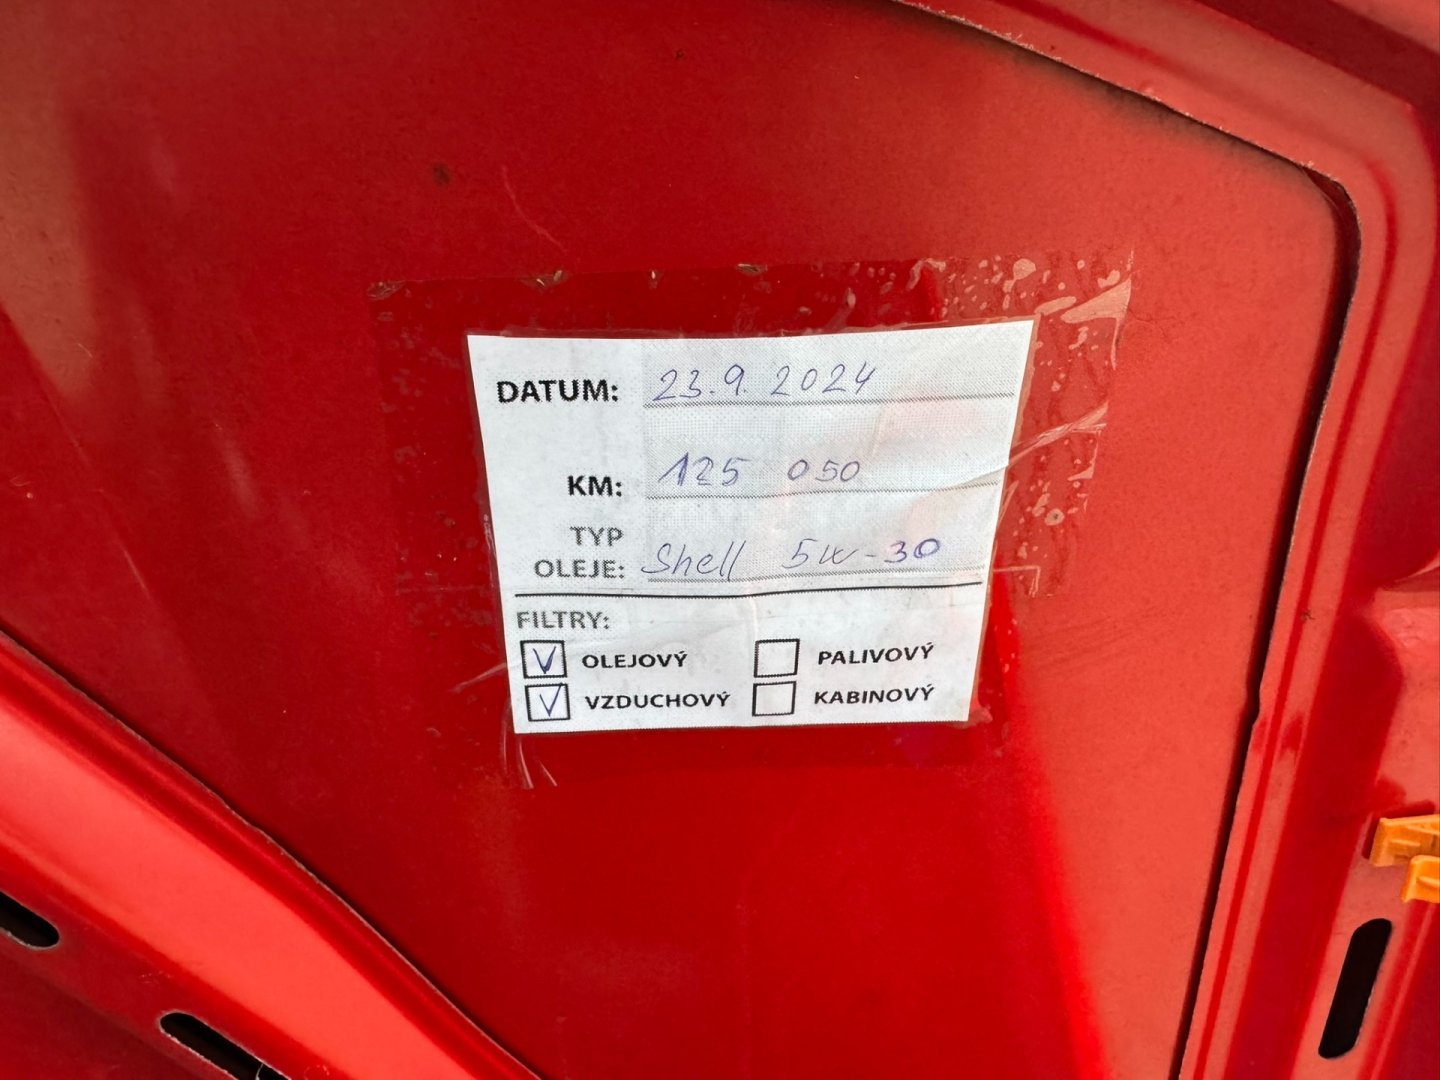 DATUM: 23.9.2024
KM: 125 050
TYP
OLEJE: Shell 5W-30
FILTRY:
OLEJOVÝ PALIVOVÝ
VZDUCHOVÝ KABINOVÝ